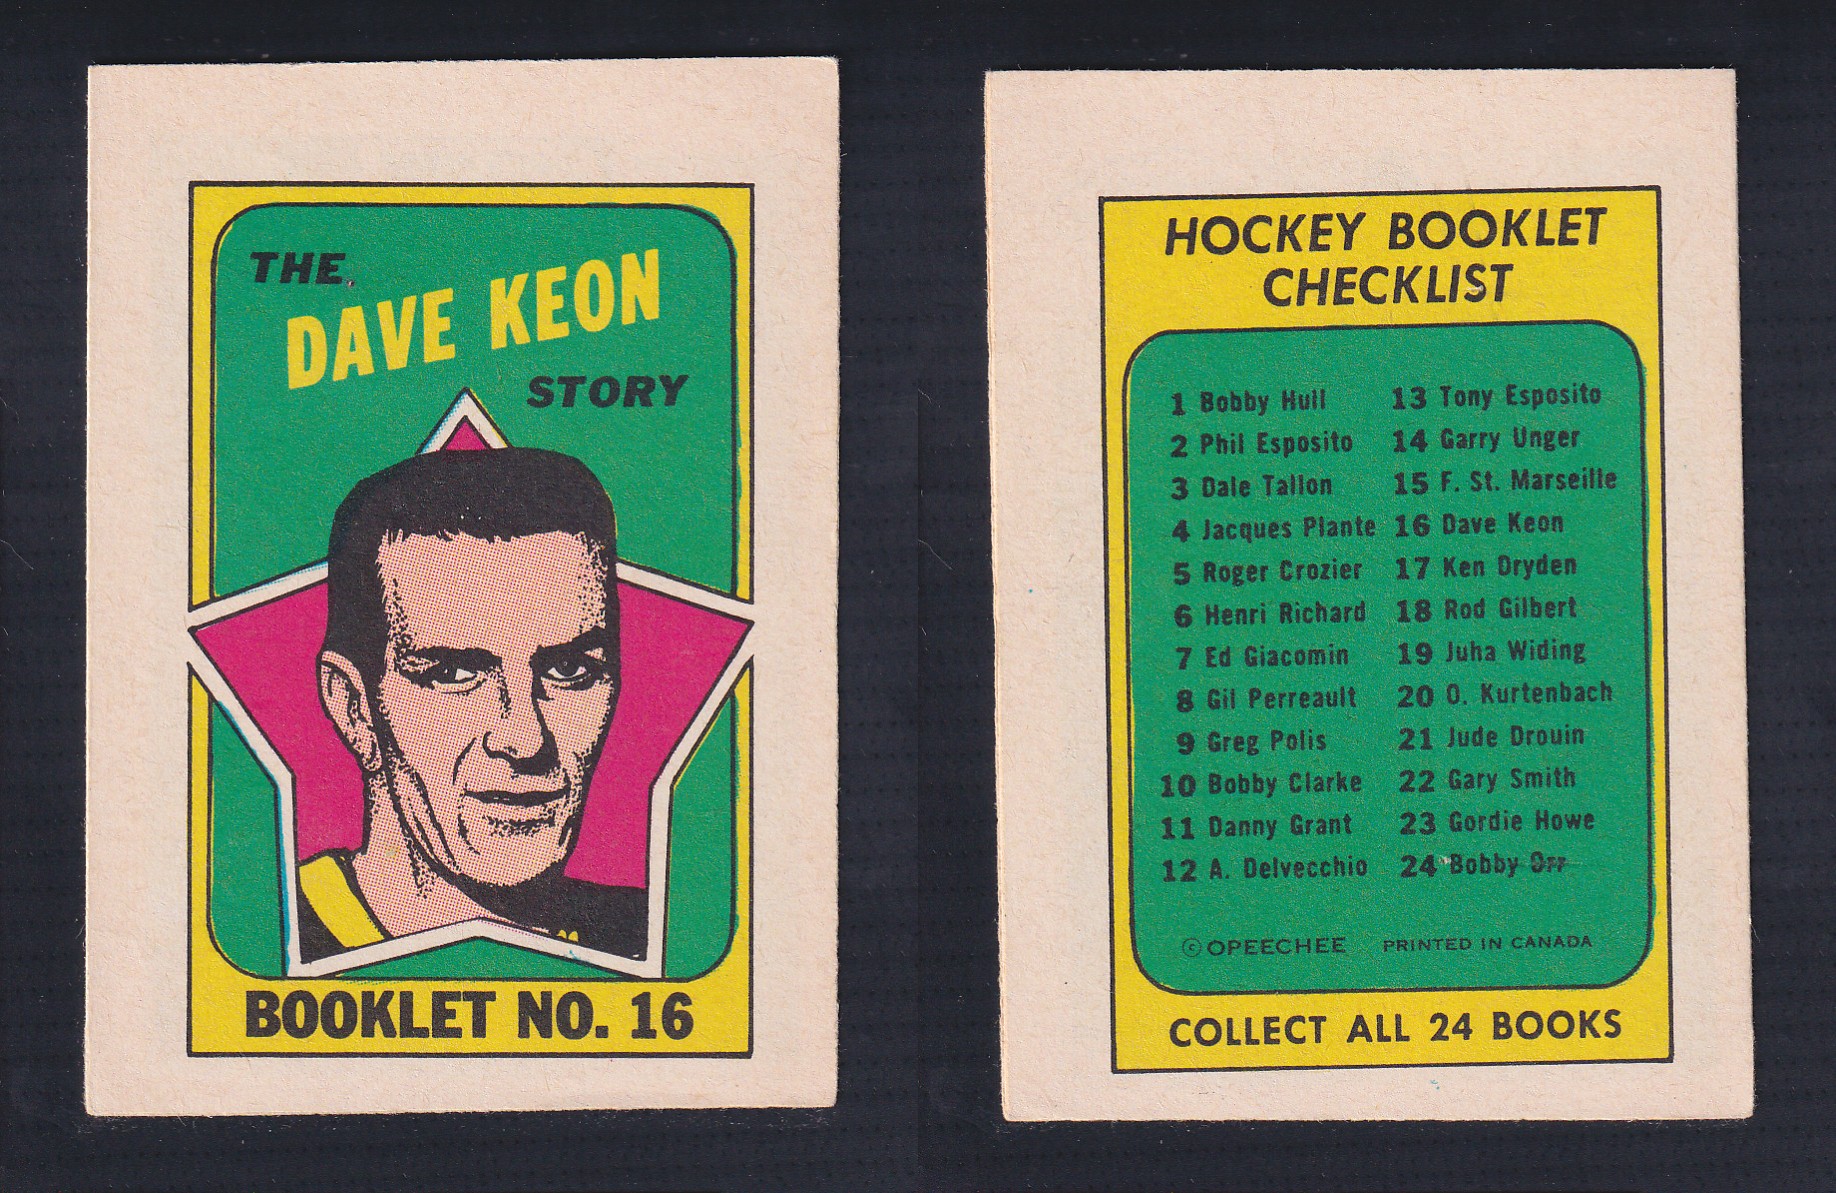 THE
DAVE KEON
STORY
BOOKLET NO. 16
HOCKEY BOOKLET
CHECKLIST
1 Bobby Hull
2 Phil Esposito
3 Dale Tallon
4 Jacques Plante
5 Roger Crozier
6 Henri Richard
7 Ed Giacomin
8 Gil Perreault
9 Greg Polis
10 Bobby Clarke
11 Danny Grant
12 A. Delvecchio
13 Tony Esposito
14 Garry Unger
15 F. St. Marseille
16 Dave Keon
17 Ken Dryden
18 Rod Gilbert
19 Juha Widing
20 O. Kurtenbach
21 Jude Drouin
22 Gary Smith
23 Gordie Howe
24 Bobby Orr
© OPEECHEE PRINTED IN CANADA
COLLECT ALL 24 BOOKS